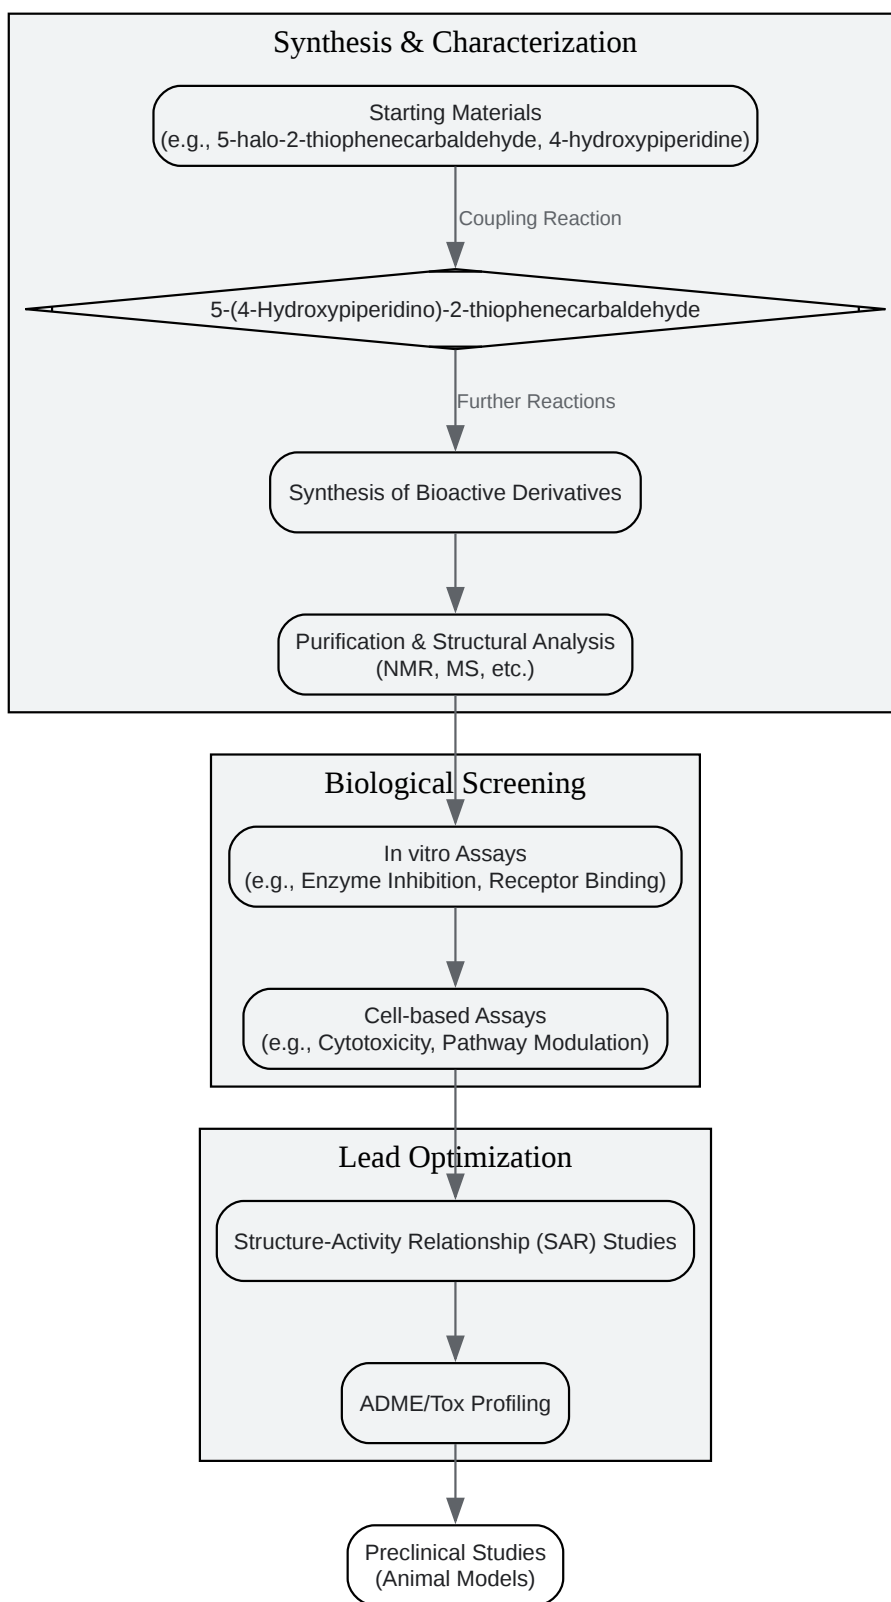 Synthesis & Characterization
Starting Materials
(e.g., 5-halo-2-thiophenecarbaldehyde, 4-hydroxypiperidine)
Coupling Reaction
5-(4-Hydroxypiperidino)-2-thiophenecarbaldehyde
Further Reactions
Synthesis of Bioactive Derivatives
Purification & Structural Analysis
(NMR, MS, etc.)
Biological Screening
In vitro Assays
(e.g., Enzyme Inhibition, Receptor Binding)
Cell-based Assays
(e.g., Cytotoxicity, Pathway Modulation)
Lead Optimization
Structure-Activity Relationship (SAR) Studies
ADME/Tox Profiling
Preclinical Studies
(Animal Models)